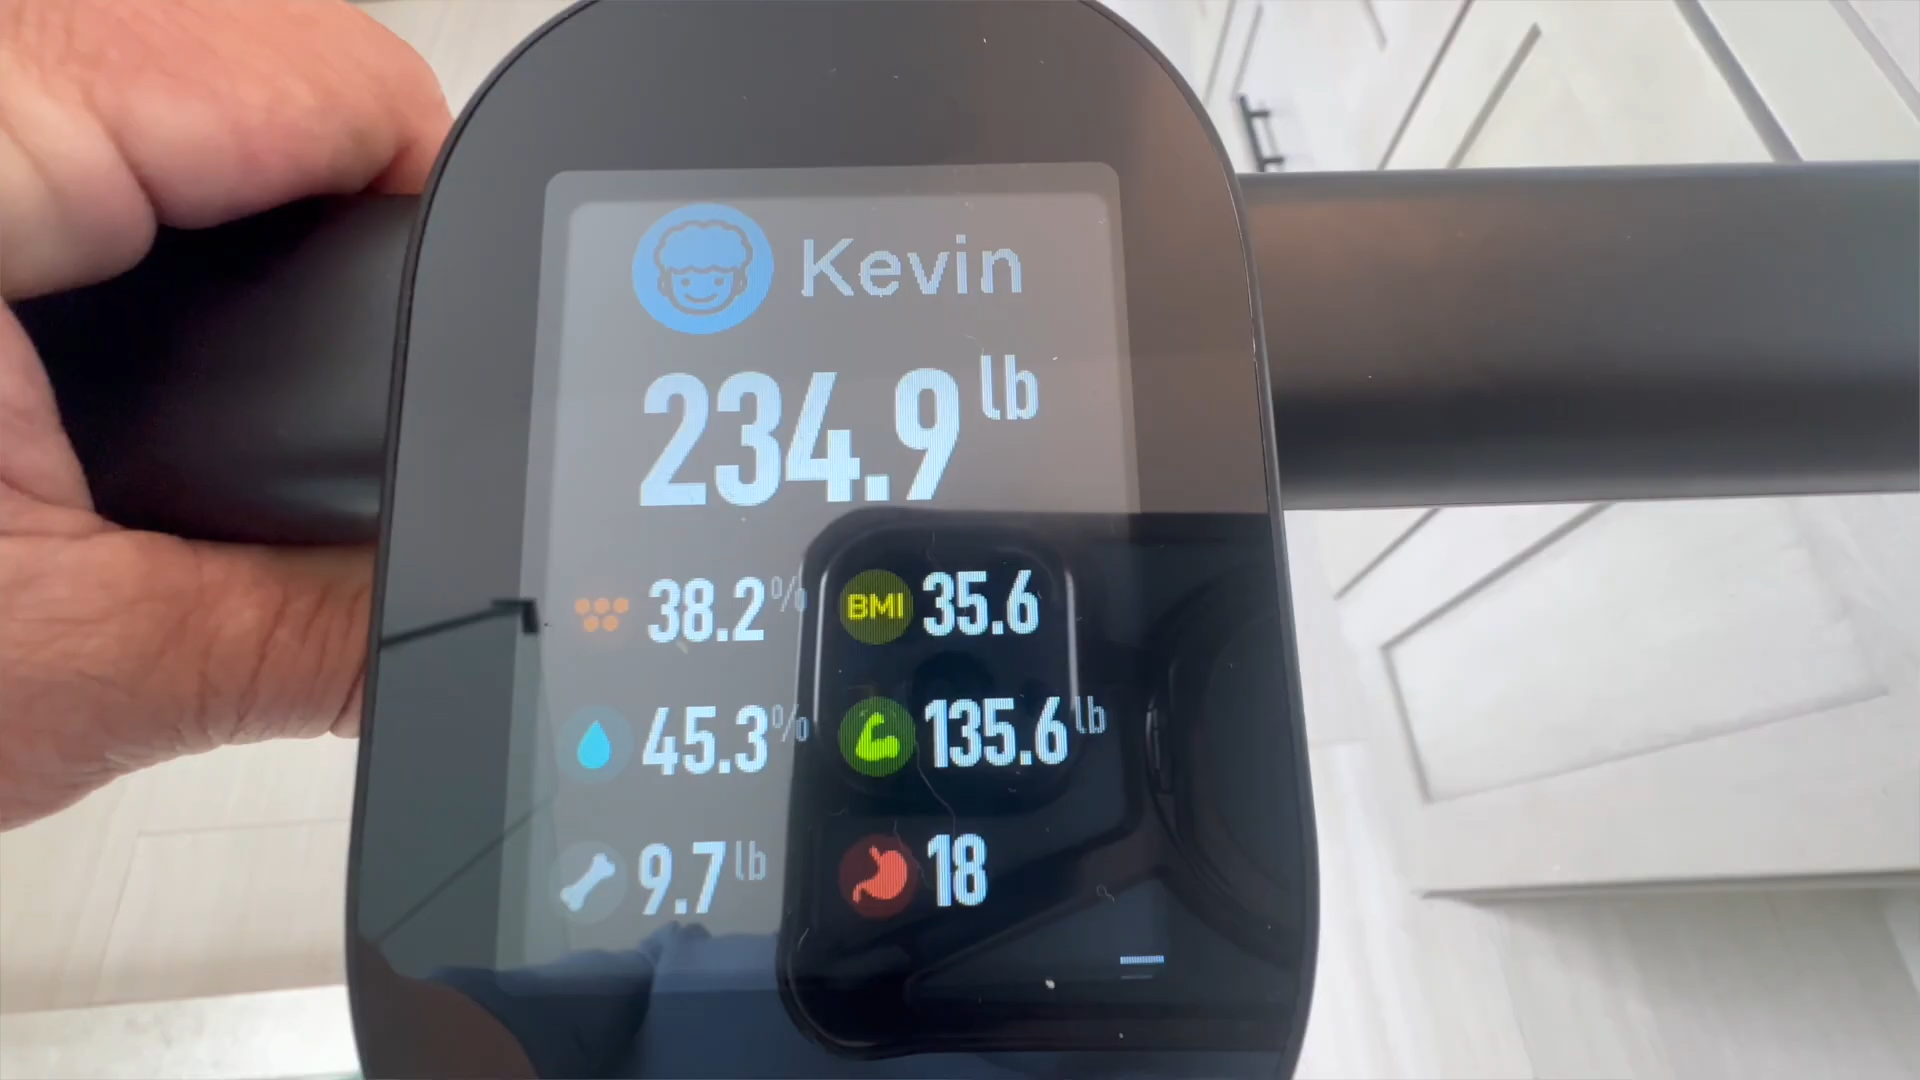 Kevin
234.9 lb
38.2% BMI 35.6
45.3% 135.6 lb
9.7 lb 18